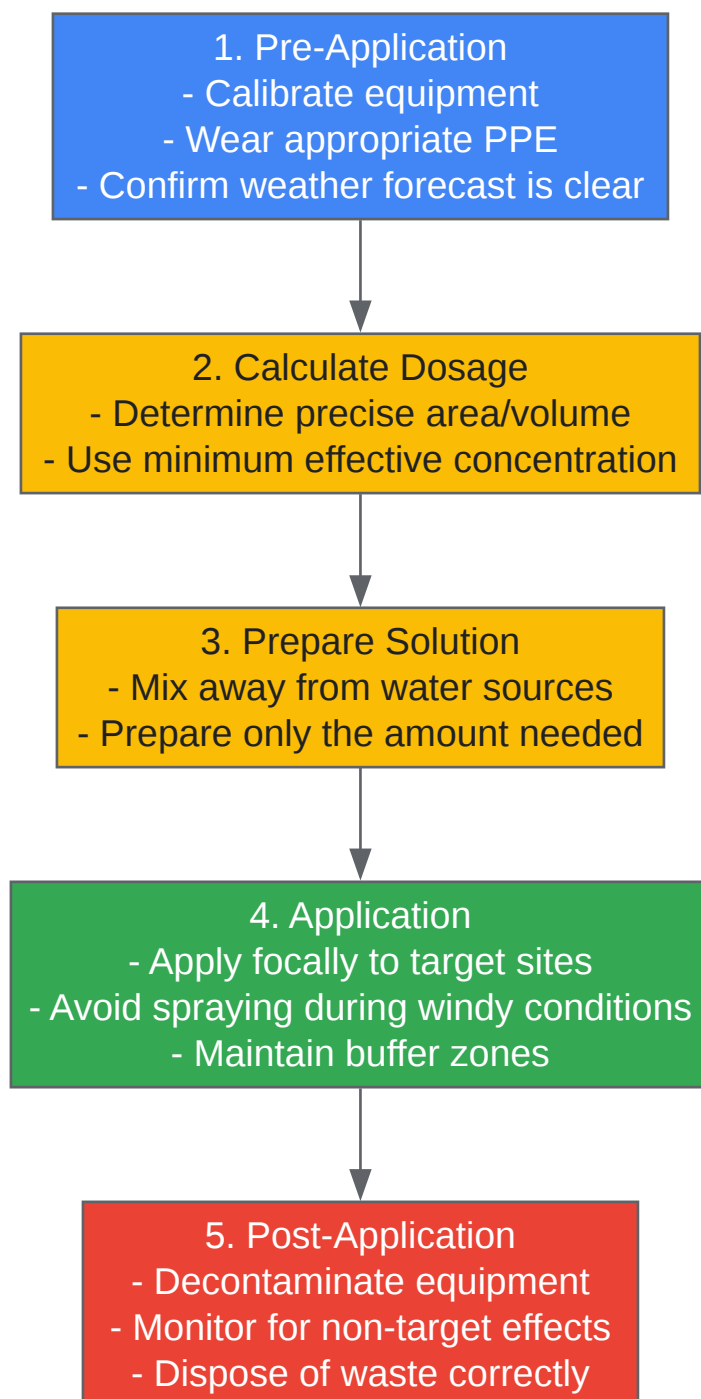 1. Pre-Application
- Calibrate equipment
- Wear appropriate PPE
- Confirm weather forecast is clear
2. Calculate Dosage
- Determine precise area/volume
- Use minimum effective concentration
3. Prepare Solution
- Mix away from water sources
- Prepare only the amount needed
4. Application
- Apply focally to target sites
- Avoid spraying during windy conditions
- Maintain buffer zones
5. Post-Application
- Decontaminate equipment
- Monitor for non-target effects
- Dispose of waste correctly